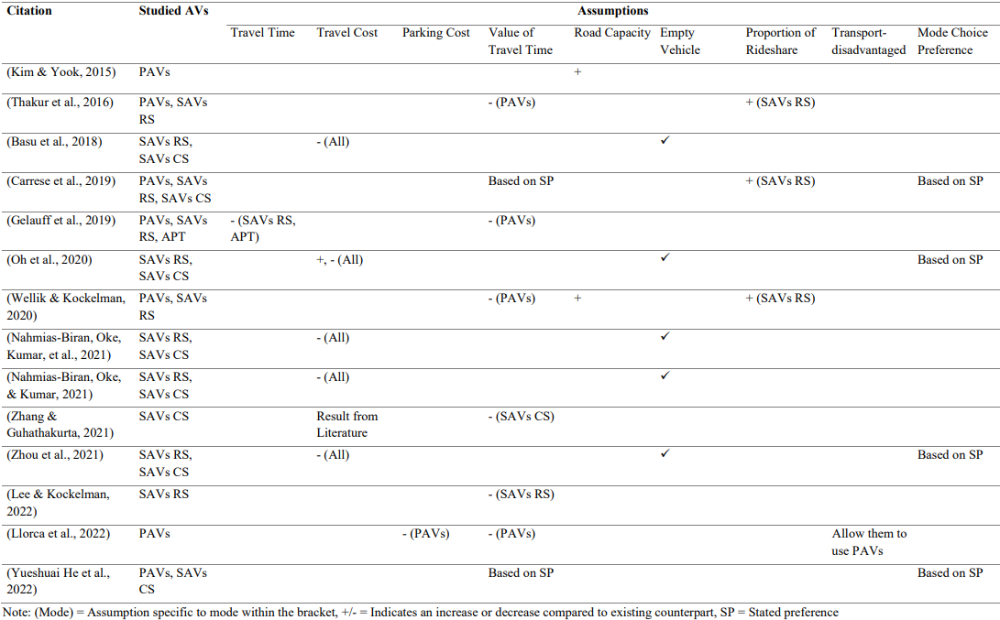 Citation Studied AVs Assumptions
Travel Time Travel Cost Parking Cost Value of Travel Time Road Capacity Empty Vehicle Proportion of Rideshare Transport-disadvantaged Mode Choice Preference
(Kim & Yook, 2015) PAVs +
(Thakur et al., 2016) PAVs, SAVs - (PAVs) + (SAVs RS)
RS
(Basu et al., 2018) SAVs RS, - (All) ✓
SAVs CS
(Carrese et al., 2019) PAVs, SAVs Based on SP + (SAVs RS) Based on SP
RS, SAVs CS
(Gelauff et al., 2019) PAVs, SAVs - (SAVs RS, - (PAVs)
RS, APT APT)
(Oh et al., 2020) SAVs RS, +, - (All) ✓ Based on SP
SAVs CS
(Wellik & Kockelman, PAVs, SAVs - (PAVs) + + (SAVs RS)
2020) RS
(Nahmias-Biran, Oke, SAVs RS, - (All) ✓
Kumar, et al., 2021) SAVs CS
(Nahmias-Biran, Oke, SAVs RS, - (All) ✓
& Kumar, 2021) SAVs CS
(Zhang & SAVs CS Result from - (SAVs CS)
Guhathakurta, 2021) Literature
(Zhou et al., 2021) SAVs RS, - (All) ✓ Based on SP
SAVs CS
(Lee & Kockelman, SAVs RS - (SAVs RS)
2022)
(Llorca et al., 2022) PAVs - (PAVs) - (PAVs) Allow them to
use PAVs
(Yueshuai He et al., PAVs, SAVs Based on SP Based on SP
2022) CS
Note: (Mode) = Assumption specific to mode within the bracket, +/- = Indicates an increase or decrease compared to existing counterpart, SP = Stated preference